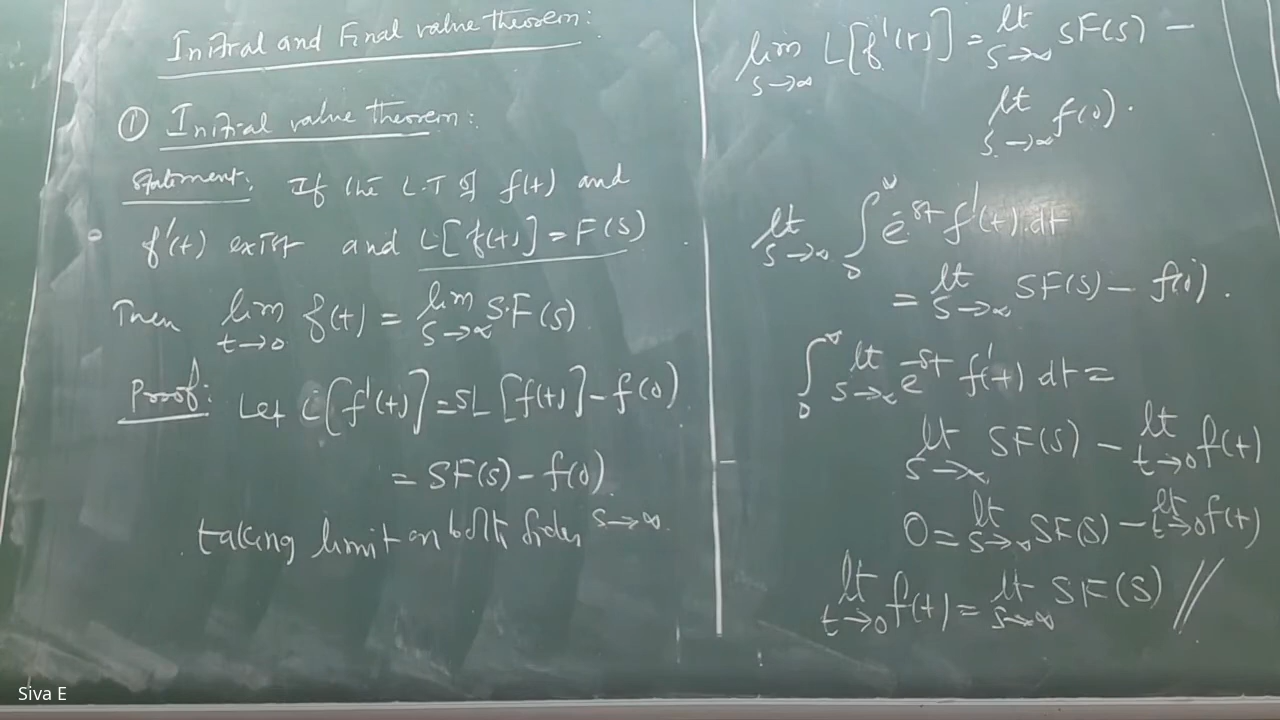 Initial and Final value theorem:
① Initial value theorem:
Statement: If the L.T of f(t) and
f'(t) exist and L[f(t)] = F(s)
Then lim t→0 f(t) = lim s→∞ s.F(s)
Proof: Let L[f'(t)] = sL[f(t)] - f(0)
= SF(s) - f(0)
taking limit on both sides s→∞.
lim s→∞ L[f'(t)] = lt s→∞ SF(s) -
lt s→∞ f(0).
lt s→∞ ∫₀^∞ e^-st f'(t).dt
= lt s→∞ SF(s) - f(0).
∫₀^∞ lt s→∞ e^-st f'(t) dt =
lt s→∞ SF(s) - lt t→0 f(t)
0 = lt s→∞ SF(s) - lt t→0 f(t)
lt t→0 f(t) = lt s→∞ SF(s) //
Siva E